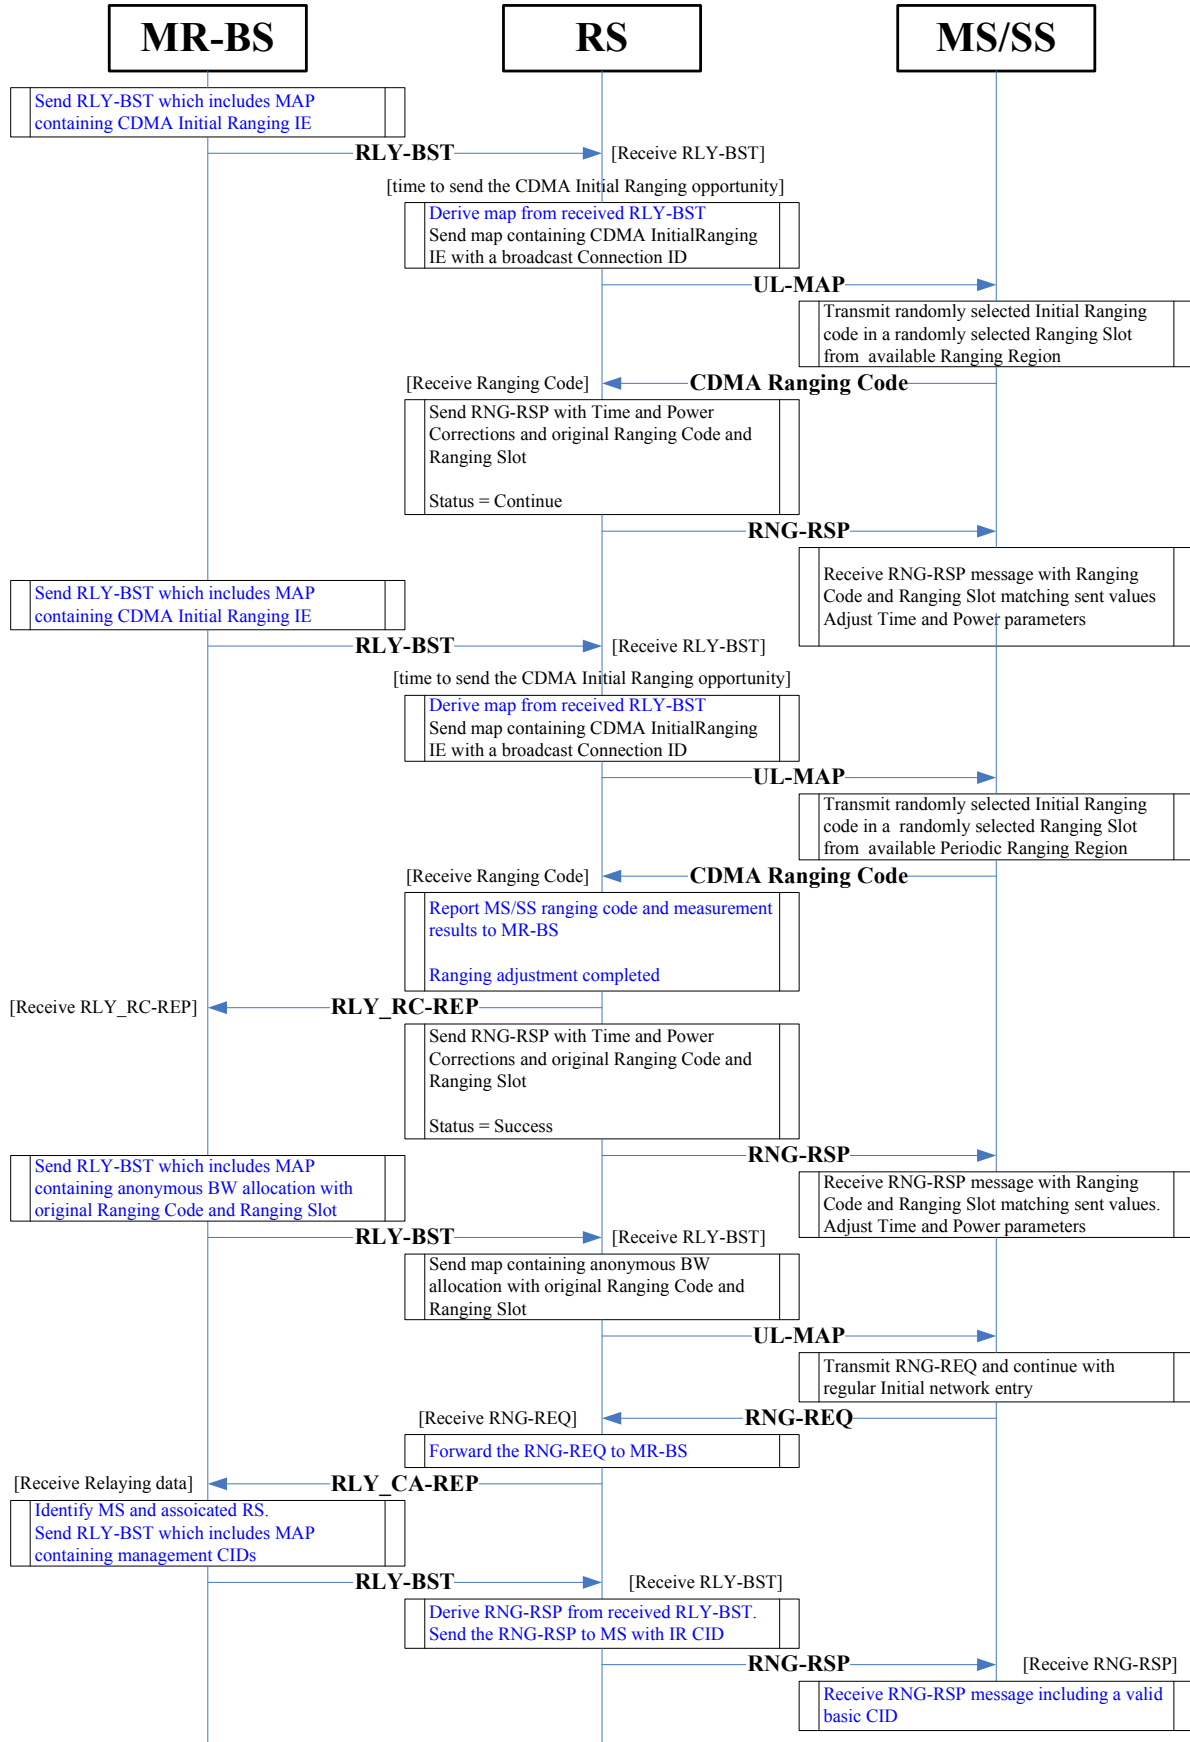 MR-BS
RS
MS/SS
Send RLY-BST which includes MAP
containing CDMA Initial Ranging IE
RLY-BST
[Receive RLY-BST]
[time to send the CDMA Initial Ranging opportunity]
Derive map from received RLY-BST
Send map containing CDMA InitialRanging
IE with a broadcast Connection ID
UL-MAP
Transmit randomly selected Initial Ranging
code in a randomly selected Ranging Slot
from available Ranging Region
[Receive Ranging Code]
CDMA Ranging Code
Send RNG-RSP with Time and Power
Corrections and original Ranging Code and
Ranging Slot
Status = Continue
RNG-RSP
Receive RNG-RSP message with Ranging
Code and Ranging Slot matching sent values
Adjust Time and Power parameters
Send RLY-BST which includes MAP
containing CDMA Initial Ranging IE
RLY-BST
[Receive RLY-BST]
[time to send the CDMA Initial Ranging opportunity]
Derive map from received RLY-BST
Send map containing CDMA InitialRanging
IE with a broadcast Connection ID
UL-MAP
Transmit randomly selected Initial Ranging
code in a randomly selected Ranging Slot
from available Periodic Ranging Region
[Receive Ranging Code]
CDMA Ranging Code
Report MS/SS ranging code and measurement
results to MR-BS
Ranging adjustment completed
[Receive RLY_RC-REP]
RLY_RC-REP
Send RNG-RSP with Time and Power
Corrections and original Ranging Code and
Ranging Slot
Status = Success
RNG-RSP
Send RLY-BST which includes MAP
containing anonymous BW allocation with
original Ranging Code and Ranging Slot
Receive RNG-RSP message with Ranging
Code and Ranging Slot matching sent values.
Adjust Time and Power parameters
RLY-BST
[Receive RLY-BST]
Send map containing anonymous BW
allocation with original Ranging Code and
Ranging Slot
UL-MAP
Transmit RNG-REQ and continue with
regular Initial network entry
[Receive RNG-REQ]
RNG-REQ
Forward the RNG-REQ to MR-BS
[Receive Relaying data]
RLY_CA-REP
Identify MS and assoicated RS.
Send RLY-BST which includes MAP
containing management CIDs
RLY-BST
[Receive RLY-BST]
Derive RNG-RSP from received RLY-BST.
Send the RNG-RSP to MS with IR CID
RNG-RSP
[Receive RNG-RSP]
Receive RNG-RSP message including a valid
basic CID